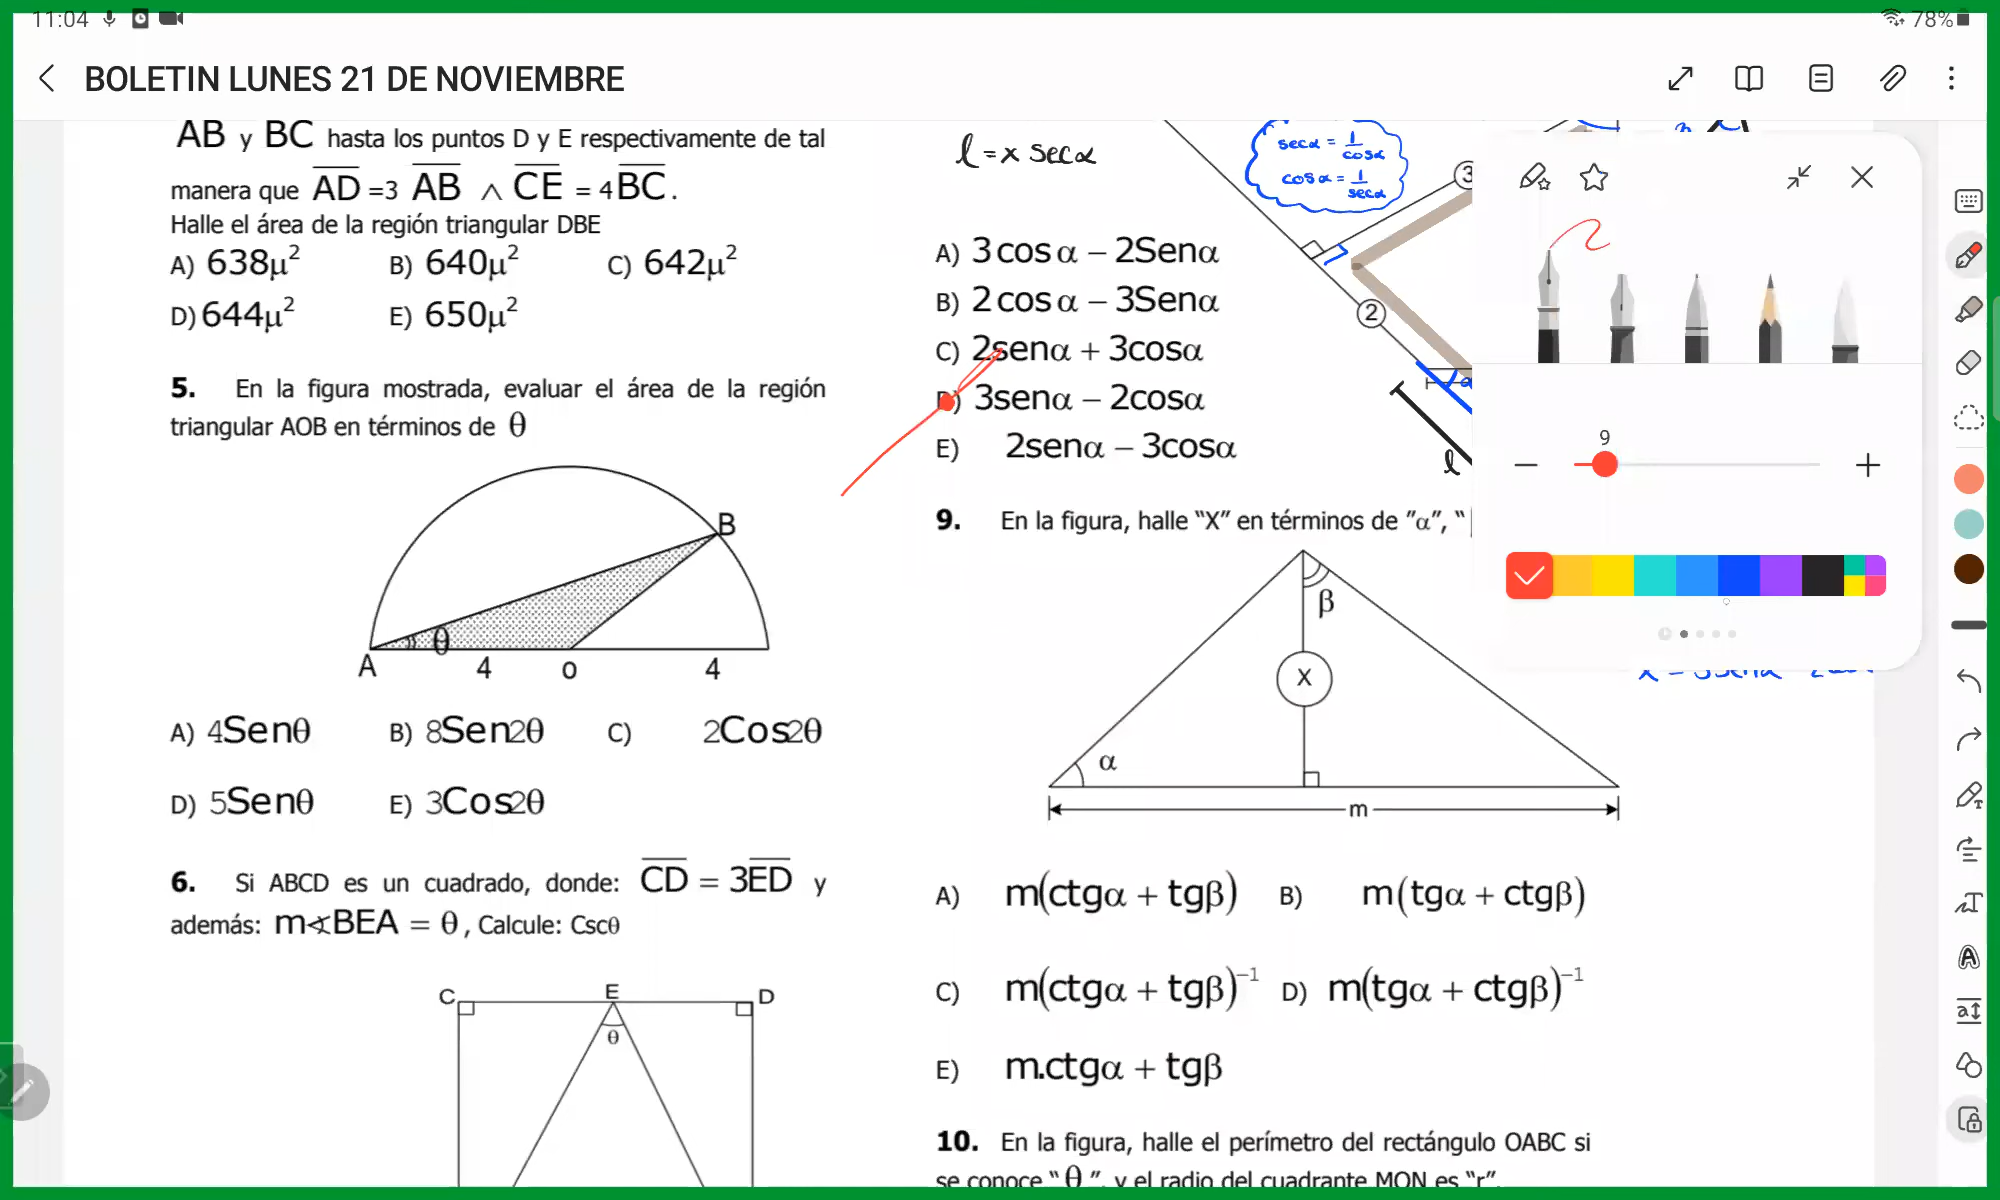 11:04
78%
BOLETIN LUNES 21 DE NOVIEMBRE
AB y BC hasta los puntos D y E respectivamente de tal
manera que AD =3 AB ∧ CE = 4BC.
Halle el área de la región triangular DBE
A) 638μ² B) 640μ² C) 642μ²
D) 644μ² E) 650μ²
5. En la figura mostrada, evaluar el área de la región
triangular AOB en términos de θ
B
θ
A 4 o 4
A) 4Senθ B) 8Sen2θ C) 2Cos2θ
D) 5Senθ E) 3Cos2θ
6. Si ABCD es un cuadrado, donde: CD = 3ED y
además: m∢BEA = θ, Calcule: Cscθ
C E D
θ
l = x secα
secα = 1/cosα
cosα = 1/secα
3
2
l
A) 3cosα – 2Senα
B) 2cosα – 3Senα
C) 2senα + 3cosα
D) 3senα – 2cosα
E) 2senα – 3cosα
9. En la figura, halle “X” en términos de ”α”, “
β
X
α
m
A) m(ctgα + tgβ) B) m(tgα + ctgβ)
C) m(ctgα + tgβ)⁻¹ D) m(tgα + ctgβ)⁻¹
E) m.ctgα + tgβ
10. En la figura, halle el perímetro del rectángulo OABC si
se conoce “ θ ”, y el radio del cuadrante MON es “r”.
9